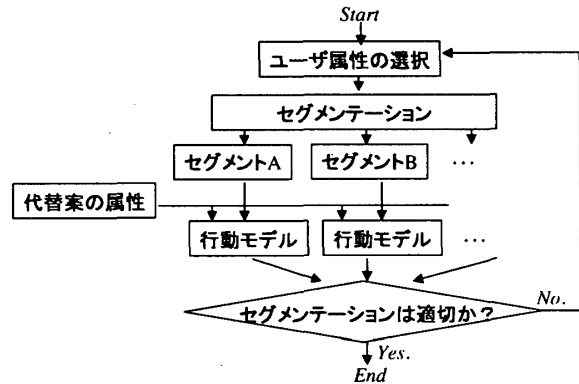 Start
ユーザ属性の選択
セグメンテーション
セグメントA
セグメントB
…
代替案の属性
行動モデル
行動モデル
…
セグメンテーションは適切か？
No.
Yes.
End